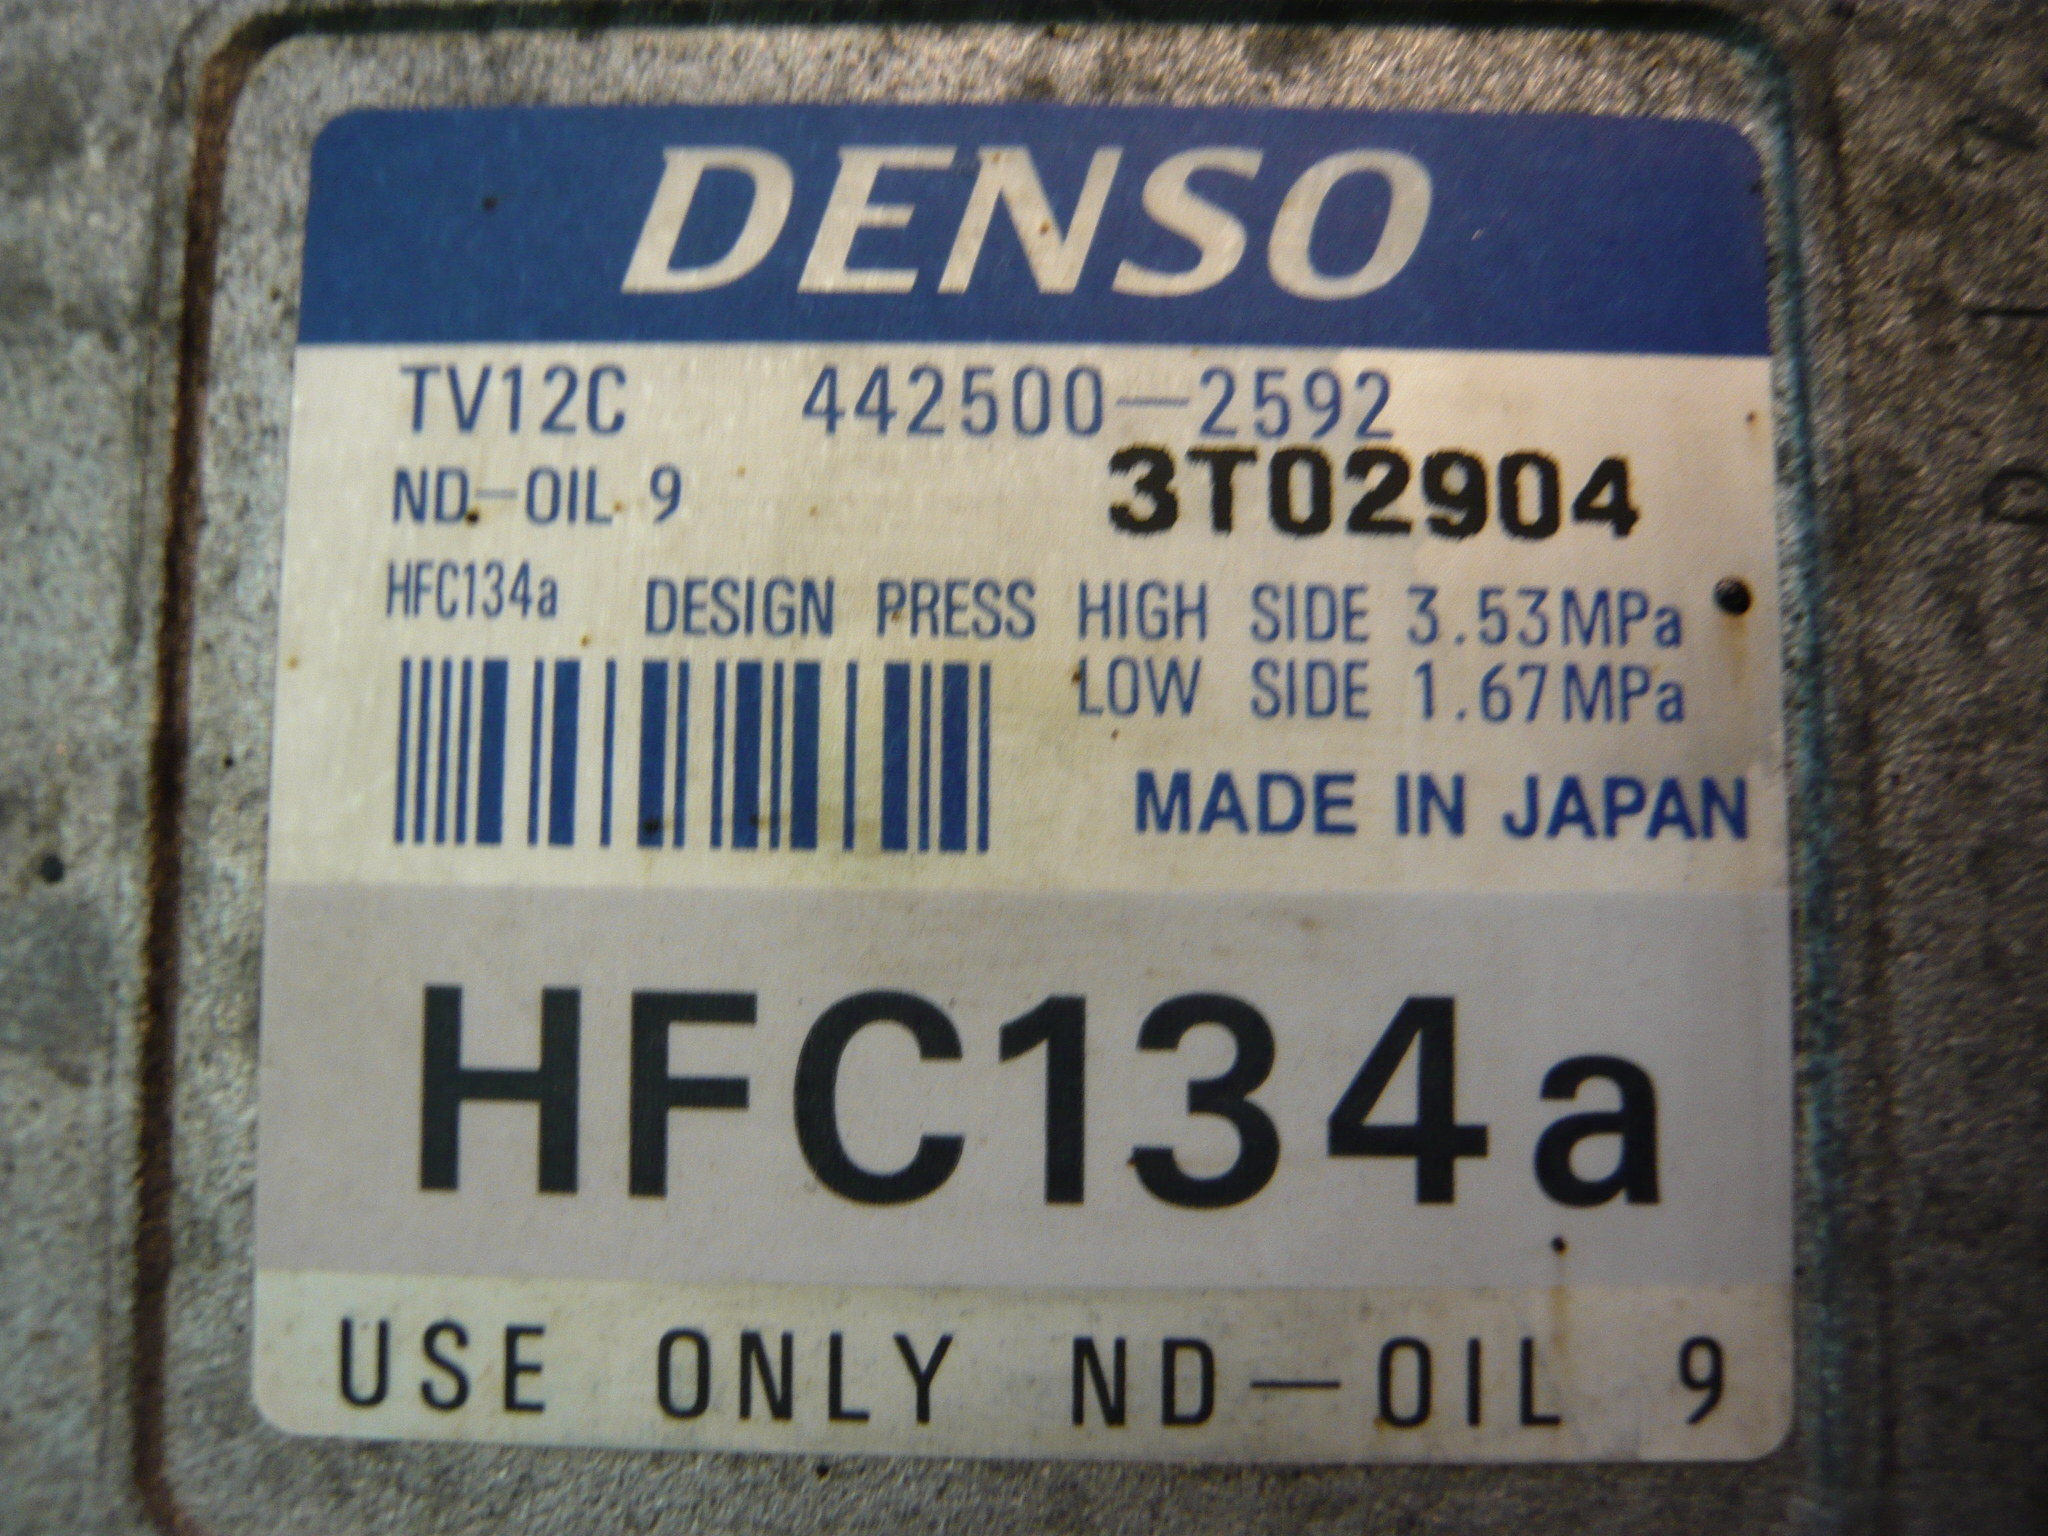 DENSO
TV12C 442500-2592
ND-OIL 9 3T02904
HFC134a DESIGN PRESS HIGH SIDE 3.53MPa
LOW SIDE 1.67MPa
MADE IN JAPAN
HFC134a
USE ONLY ND-OIL 9